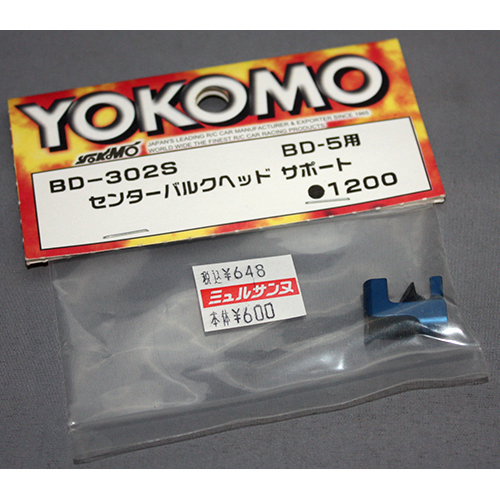 YOKOMO
YOKOMO
JAPAN'S LEADING R/C CAR MANUFACTURER & EXPORTER SINCE 1965
WORLD WIDE THE FINEST R/C CAR RACING PRODUCTS
BD-302S BD-5用
センターバルクヘッド サポート
●1200
税込¥648
ミュルサンヌ
本体¥600